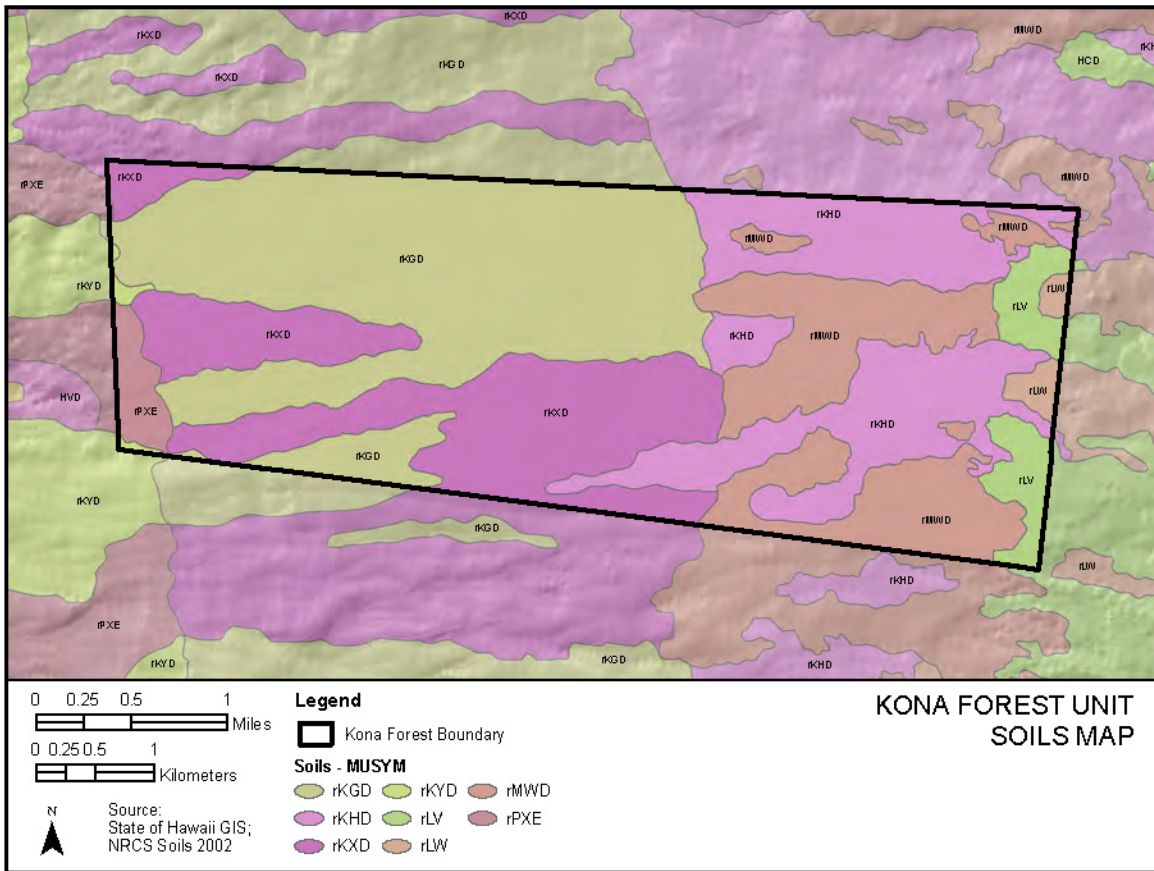 rKXD
rKXD
rMWD
rKXD
rKGD
HCD
rKH
rKXD
rPXE
rKXD
rMWD
rKHD
rMWD
rMWD
rKGD
rKYD
rLW
rLV
rKXD
rKHD
rMWD
HVD
rPXE
rKXD
rLW
rKHD
rKGD
rLV
rKYD
rMWD
rKGD
rLW
rKHD
rPXE
rKYD
rKGD
rKHD
0 0.25 0.5 1
Miles
0 0.25 0.5 1
Kilometers
N
Source:
State of Hawaii GIS;
NRCS Soils 2002
Legend
Kona Forest Boundary
Soils - MUSYM
rKGD rKYD rMWD
rKHD rLV rPXE
rKXD rLW
KONA FOREST UNIT
SOILS MAP